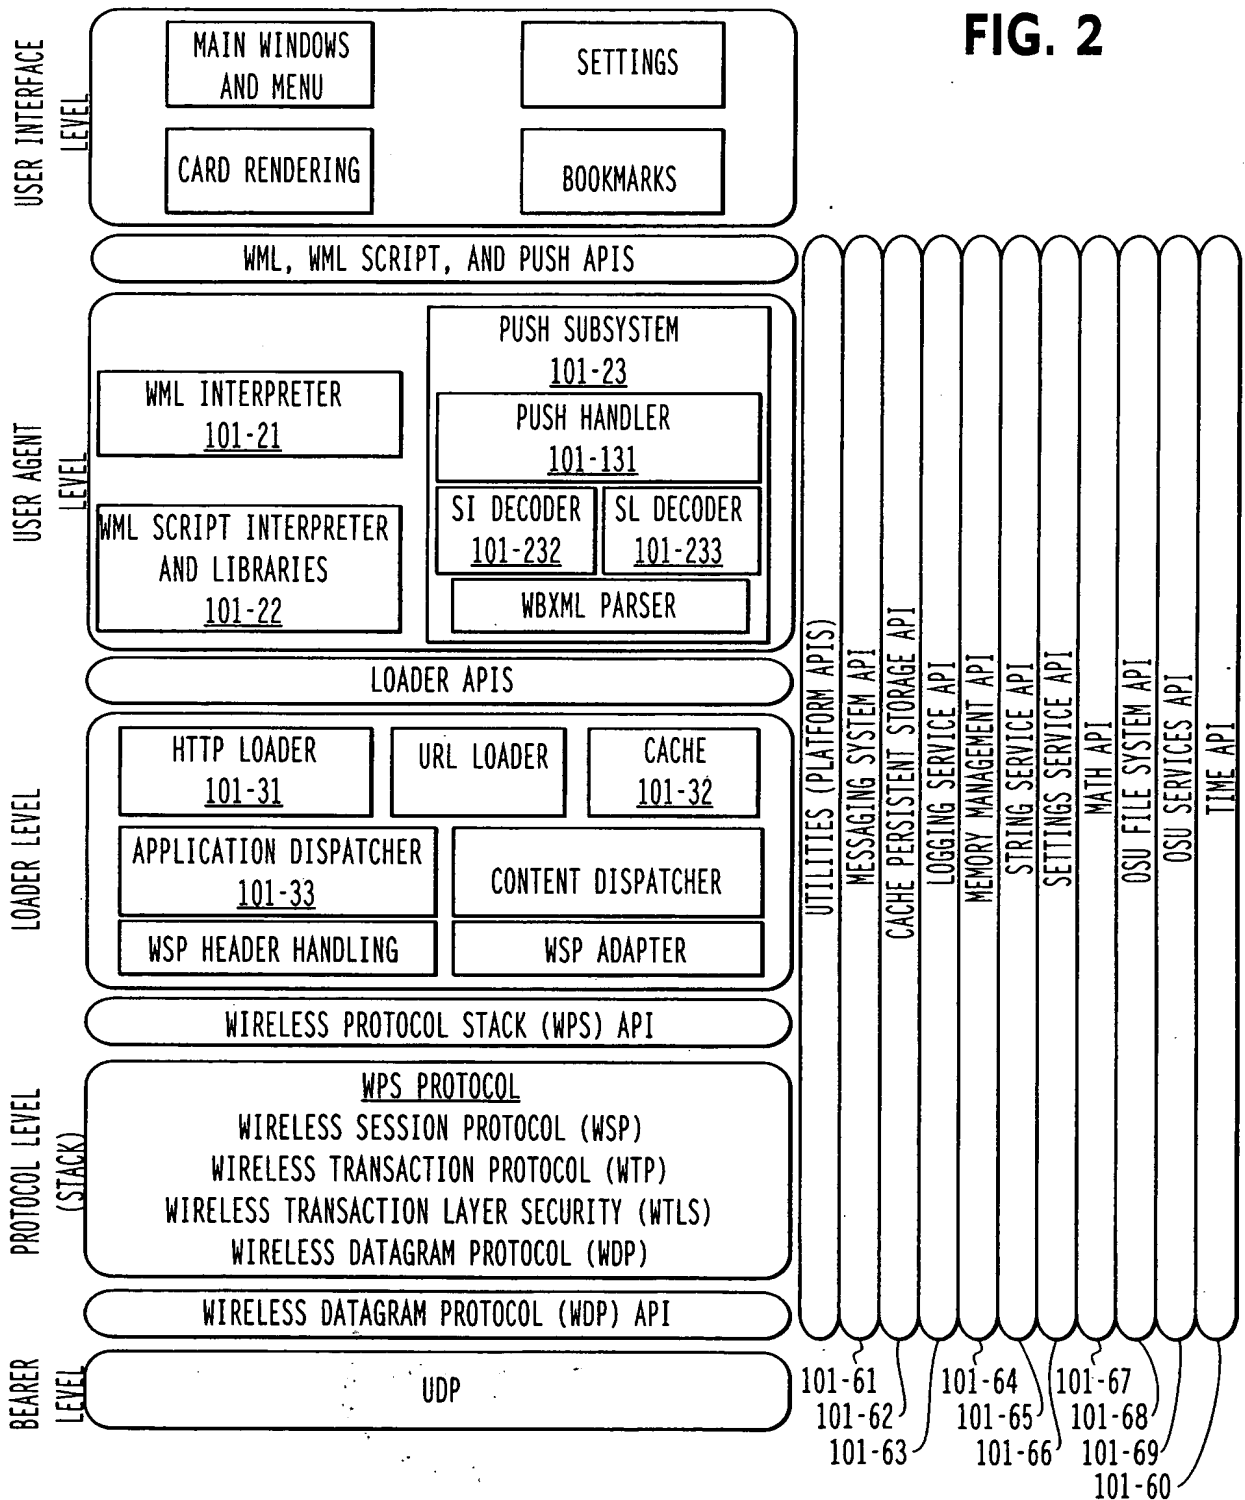 FIG. 2
USER INTERFACE
LEVEL
MAIN WINDOWS
AND MENU
SETTINGS
CARD RENDERING
BOOKMARKS
WML, WML SCRIPT, AND PUSH APIS
USER AGENT
LEVEL
WML INTERPRETER
101-21
WML SCRIPT INTERPRETER
AND LIBRARIES
101-22
PUSH SUBSYSTEM
101-23
PUSH HANDLER
101-131
SI DECODER
101-232
SL DECODER
101-233
WBXML PARSER
LOADER APIS
LOADER LEVEL
HTTP LOADER
101-31
URL LOADER
CACHE
101-32
APPLICATION DISPATCHER
101-33
CONTENT DISPATCHER
WSP HEADER HANDLING
WSP ADAPTER
WIRELESS PROTOCOL STACK (WPS) API
PROTOCOL LEVEL
(STACK)
WPS PROTOCOL
WIRELESS SESSION PROTOCOL (WSP)
WIRELESS TRANSACTION PROTOCOL (WTP)
WIRELESS TRANSACTION LAYER SECURITY (WTLS)
WIRELESS DATAGRAM PROTOCOL (WDP)
WIRELESS DATAGRAM PROTOCOL (WDP) API
BEARER
LEVEL
UDP
UTILITIES (PLATFORM APIS)
MESSAGING SYSTEM API
CACHE PERSISTENT STORAGE API
LOGGING SERVICE API
MEMORY MANAGEMENT API
STRING SERVICE API
SETTINGS SERVICE API
MATH API
OSU FILE SYSTEM API
OSU SERVICES API
TIME API
101-61
101-62
101-63
101-64
101-65
101-66
101-67
101-68
101-69
101-60